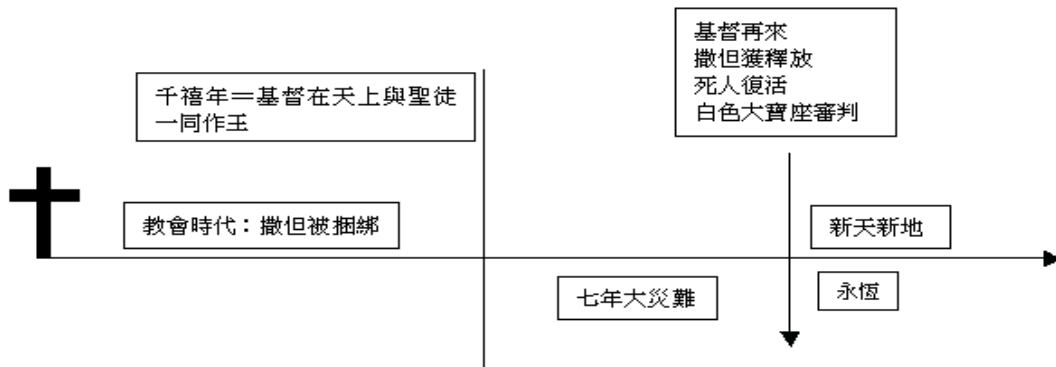 基督再來
撒但獲釋放
死人復活
白色大寶座審判
千禧年＝基督在天上與聖徒
一同作王
教會時代：撒但被捆綁
新天新地
七年大災難
永恆